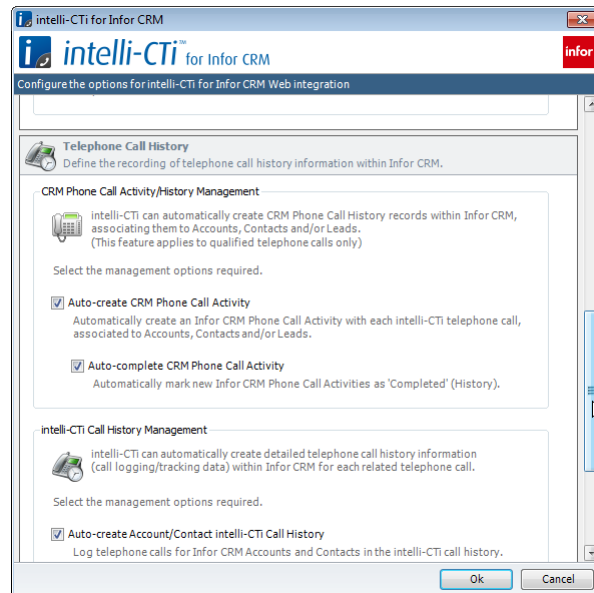 intelli-CTi for Infor CRM
intelli-CTi™ for Infor CRM
infor
Configure the options for intelli-CTi for Infor CRM Web integration
Telephone Call History
Define the recording of telephone call history information within Infor CRM.
CRM Phone Call Activity/History Management
intelli-CTi can automatically create CRM Phone Call History records within Infor CRM,
associating them to Accounts, Contacts and/or Leads.
(This feature applies to qualified telephone calls only)
Select the management options required.
Auto-create CRM Phone Call Activity
Automatically create an Infor CRM Phone Call Activity with each intelli-CTi telephone call,
associated to Accounts, Contacts and/or Leads.
Auto-complete CRM Phone Call Activity
Automatically mark new Infor CRM Phone Call Activities as 'Completed' (History).
intelli-CTi Call History Management
intelli-CTi can automatically create detailed telephone call history information
(call logging/tracking data) within Infor CRM for each related telephone call.
Select the management options required.
Auto-create Account/Contact intelli-CTi Call History
Log telephone calls for Infor CRM Accounts and Contacts in the intelli-CTi call history.
Ok
Cancel